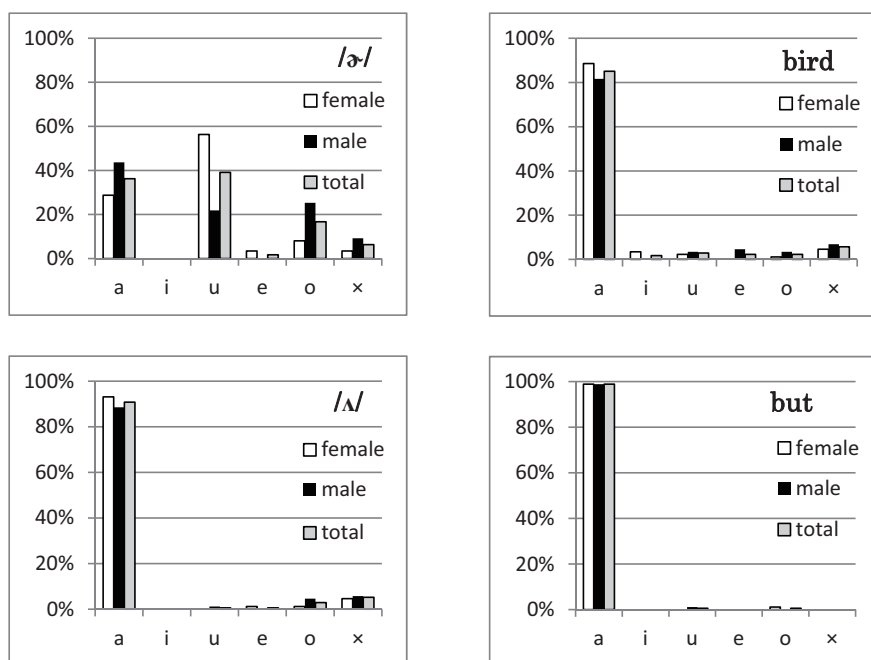 100%
80%
60%
40%
20%
0%
/ɚ/
female
male
total
a i u e o ×
100%
80%
60%
40%
20%
0%
bird
female
male
total
a i u e o ×
100%
80%
60%
40%
20%
0%
/ʌ/
female
male
total
a i u e o ×
100%
80%
60%
40%
20%
0%
but
female
male
total
a i u e o ×